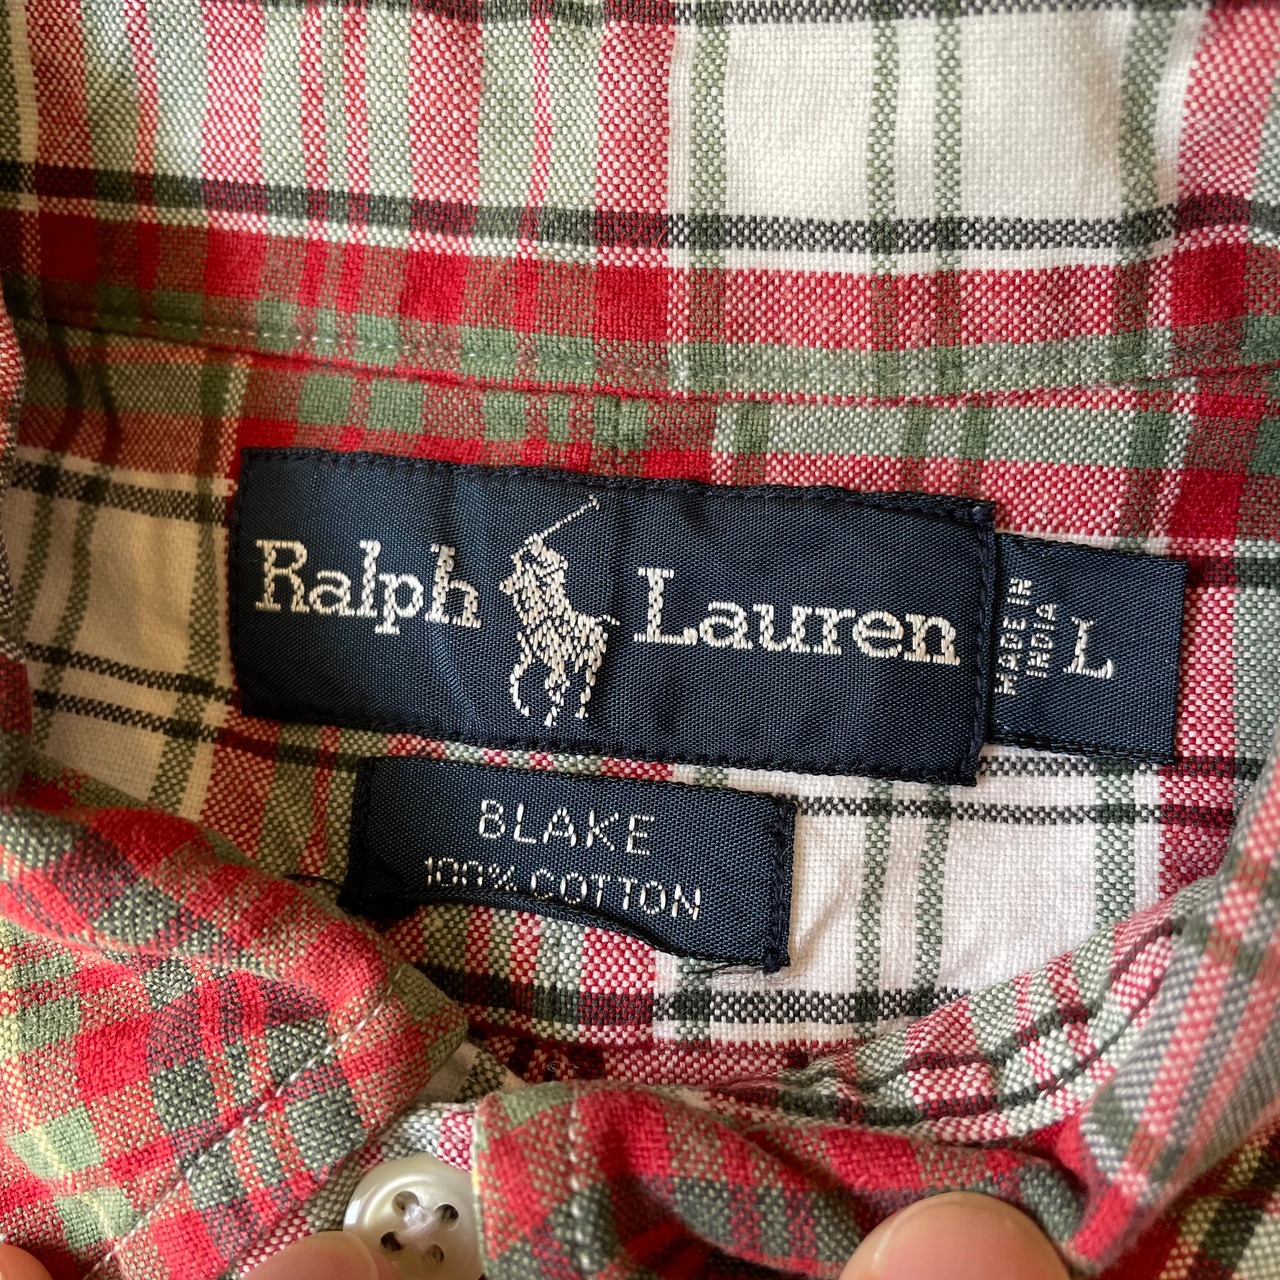 Ralph Lauren
MADE IN
INDIA
L
BLAKE
100% COTTON